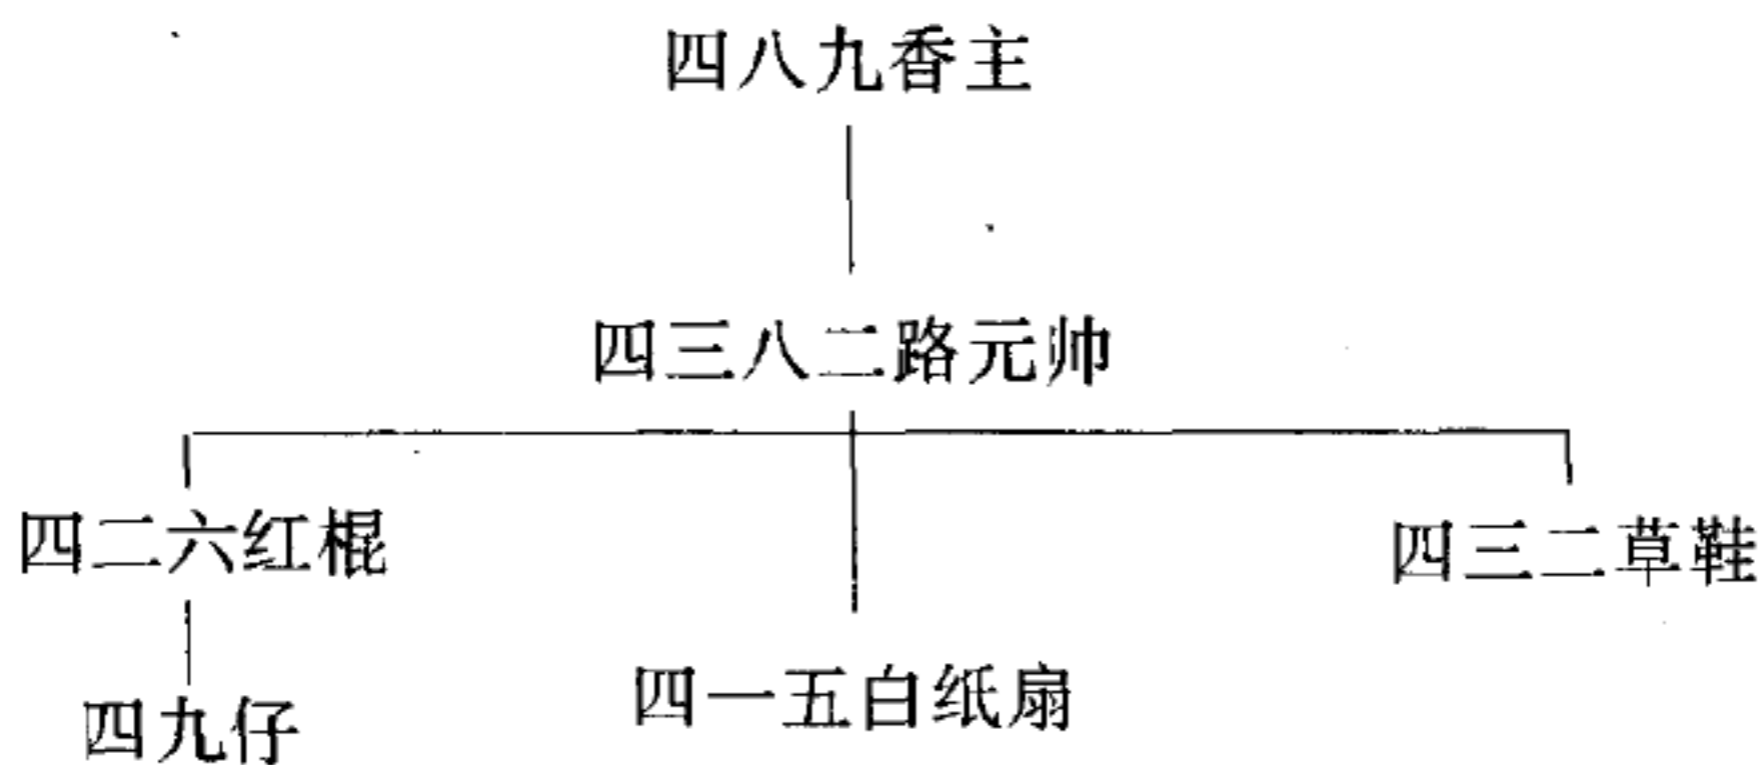 四八九香主
四三八二路元帅
四二六红棍
四三二草鞋
四一五白纸扇
四九仔